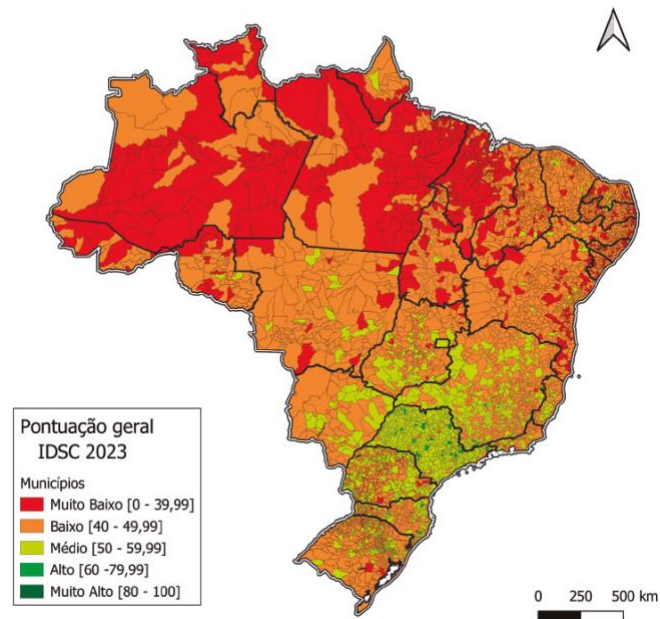 Pontuação geral
IDSC 2023
Municípios
Muito Baixo [0 - 39,99]
Baixo [40 - 49,99]
Médio [50 - 59,99]
Alto [60 -79,99]
Muito Alto [80 - 100]
0 250 500 km